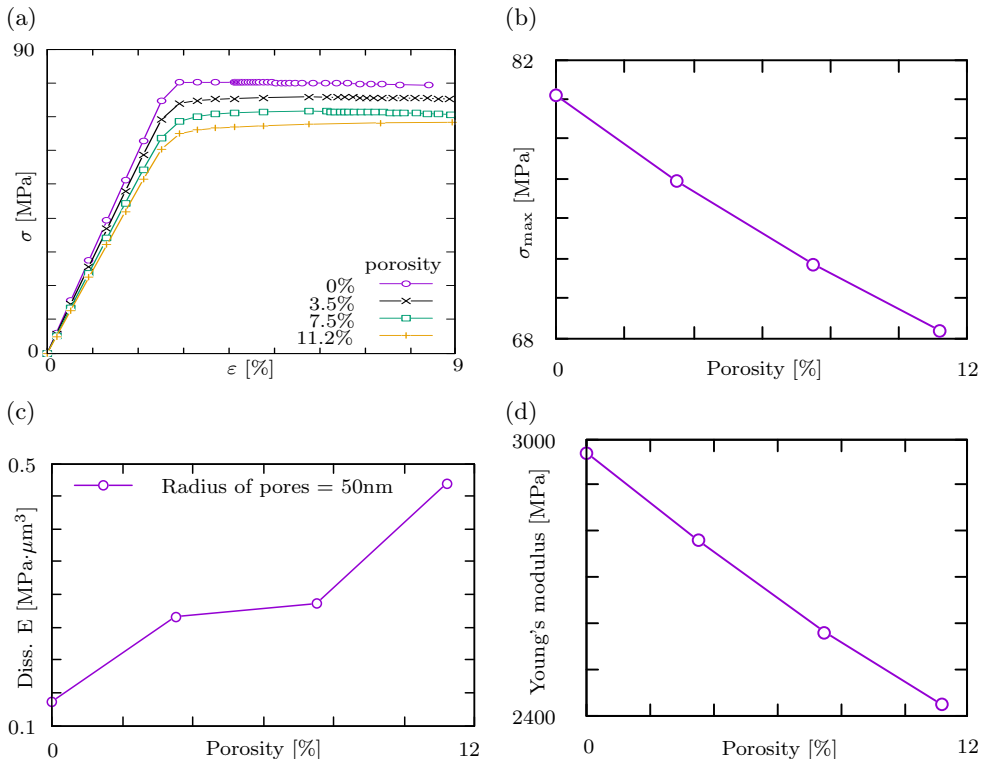 (a)
90
σ [MPa]
porosity
0%
3.5%
7.5%
11.2%
0
0
ε [%]
9
(b)
82
σmax [MPa]
68
0
Porosity [%]
12
(c)
0.5
Radius of pores = 50nm
Diss. E [MPa·μm³]
0.1
0
Porosity [%]
12
(d)
3000
Young's modulus [MPa]
2400
0
Porosity [%]
12